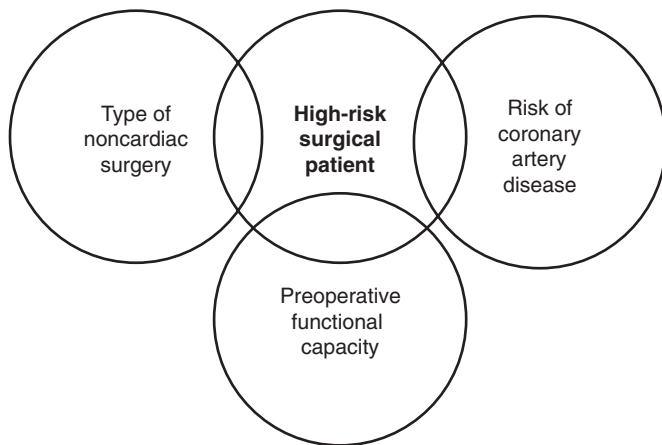 Type of
noncardiac
surgery
High-risk
surgical
patient
Risk of
coronary
artery
disease
Preoperative
functional
capacity